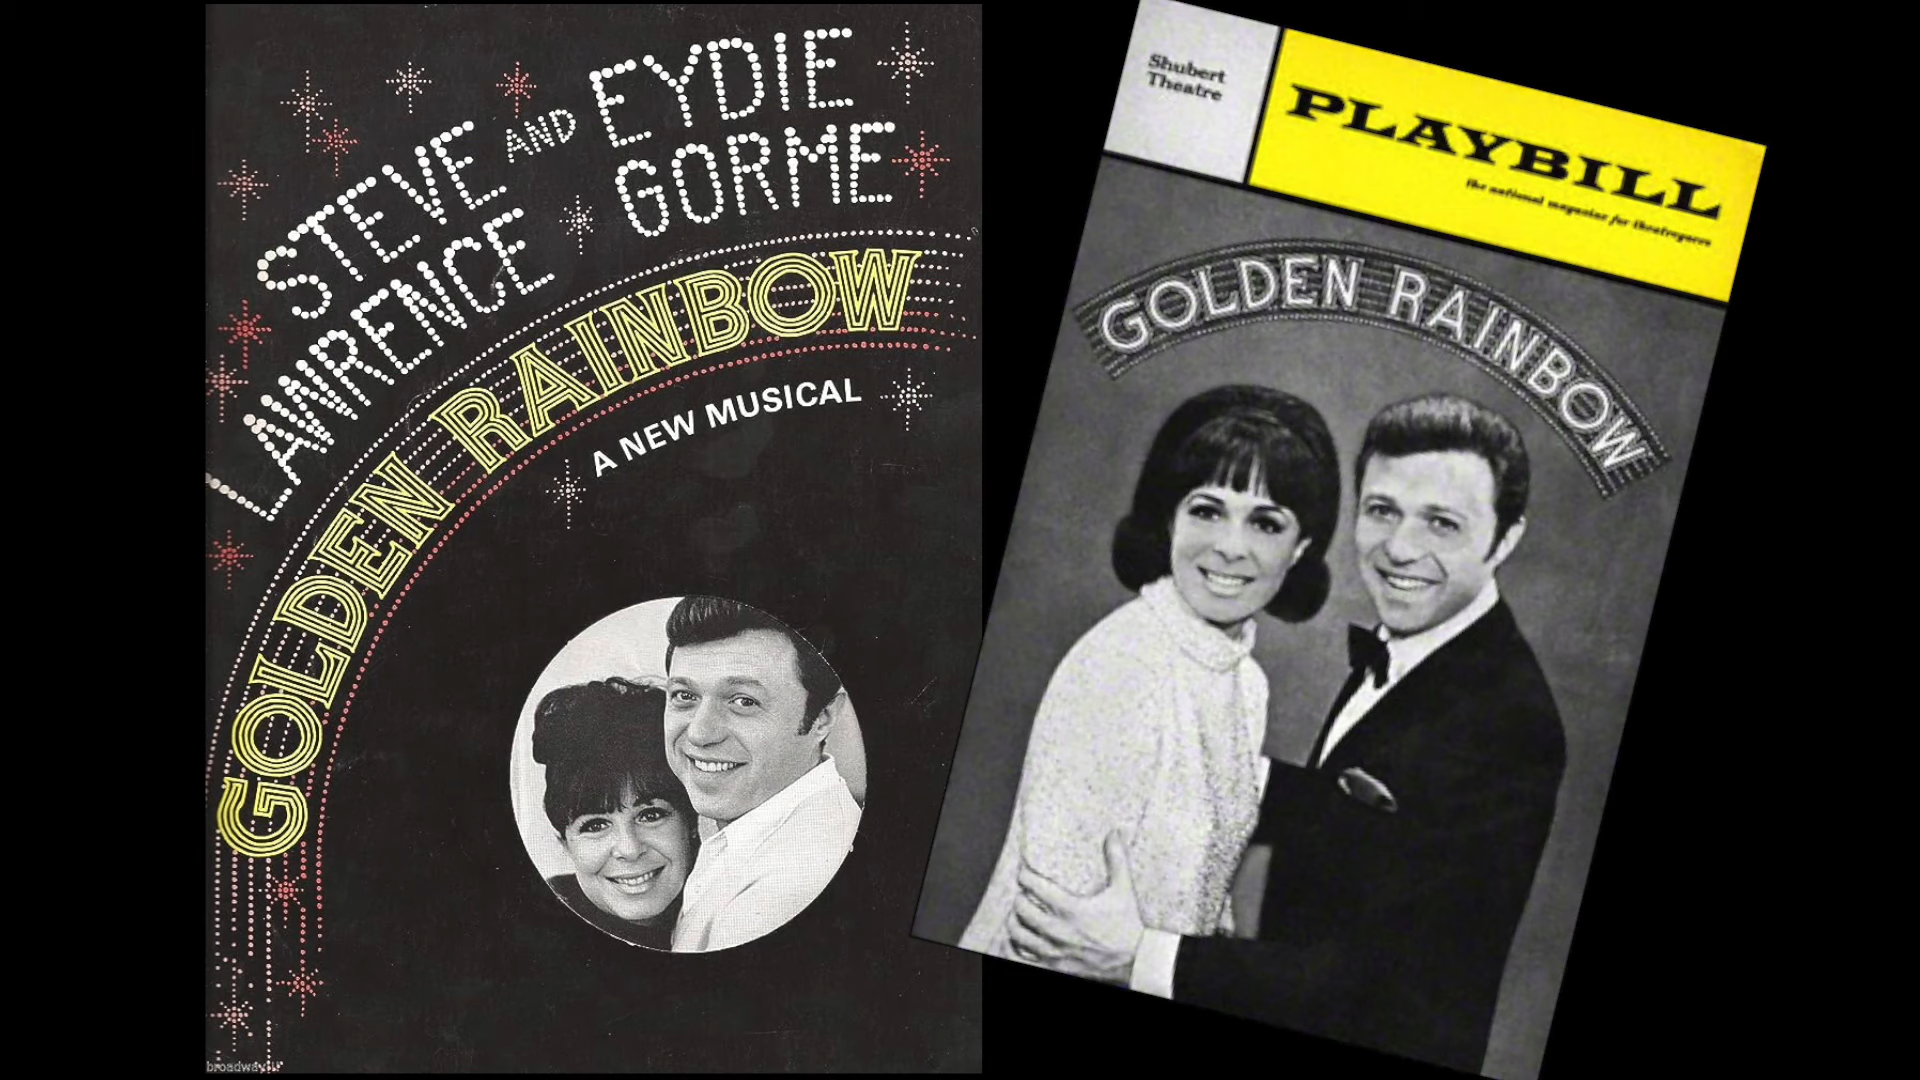 STEVE AND EYDIE
LAWRENCE GORME
GOLDEN RAINBOW
A NEW MUSICAL
Shubert
Theatre
PLAYBILL
the national magazine for theatregoers
GOLDEN RAINBOW